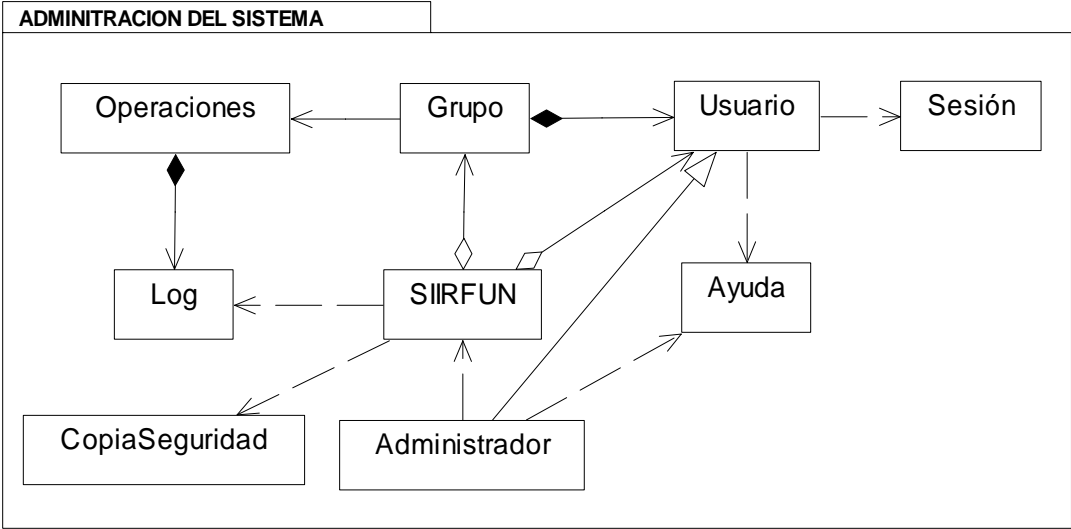 ADMINITRACION DEL SISTEMA
Operaciones
Grupo
Usuario
Sesión
Log
SIIRFUN
Ayuda
CopiaSeguridad
Administrador